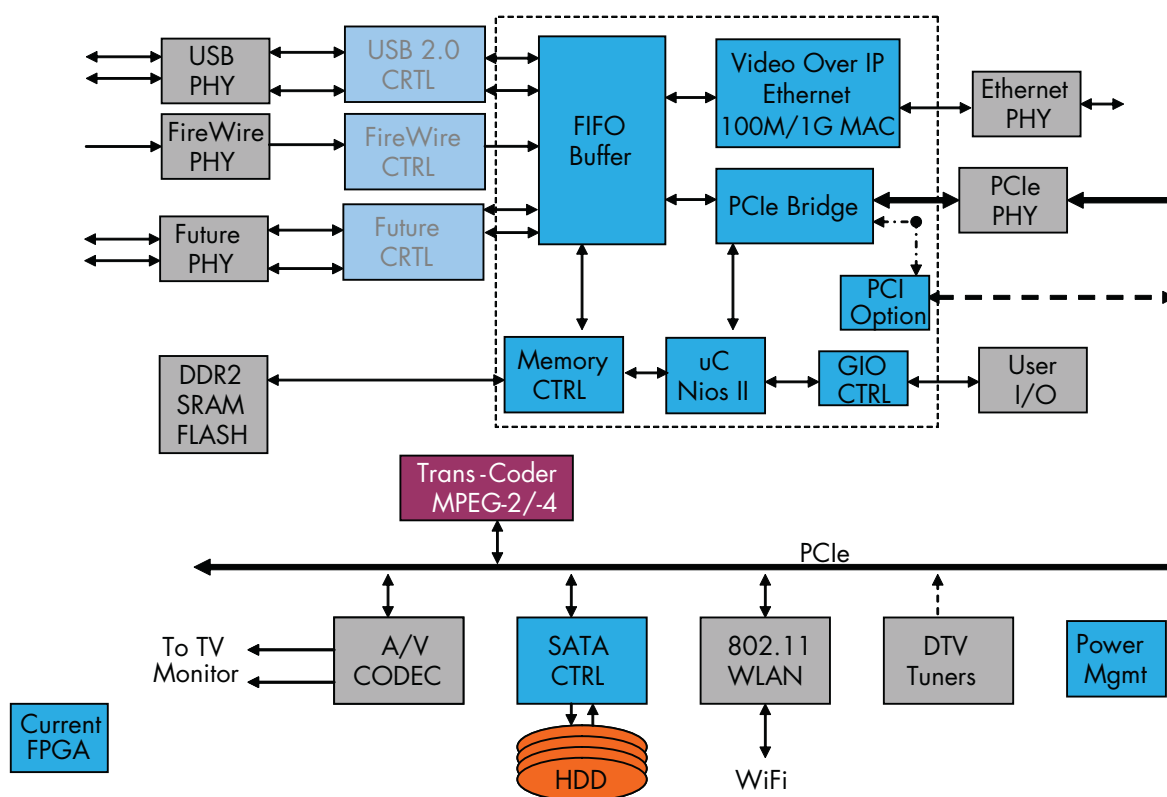 USB
PHY
USB 2.0
CRTL
FIFO
Buffer
Video Over IP
Ethernet
100M/1G MAC
Ethernet
PHY
FireWire
PHY
FireWire
CTRL
PCIe Bridge
PCIe
PHY
Future
PHY
Future
CRTL
PCI
Option
DDR2
SRAM
FLASH
Memory
CTRL
uC
Nios II
GIO
CTRL
User
I/O
Trans-Coder
MPEG-2/-4
PCIe
To TV
Monitor
A/V
CODEC
SATA
CTRL
802.11
WLAN
DTV
Tuners
Power
Mgmt
Current
FPGA
HDD
WiFi